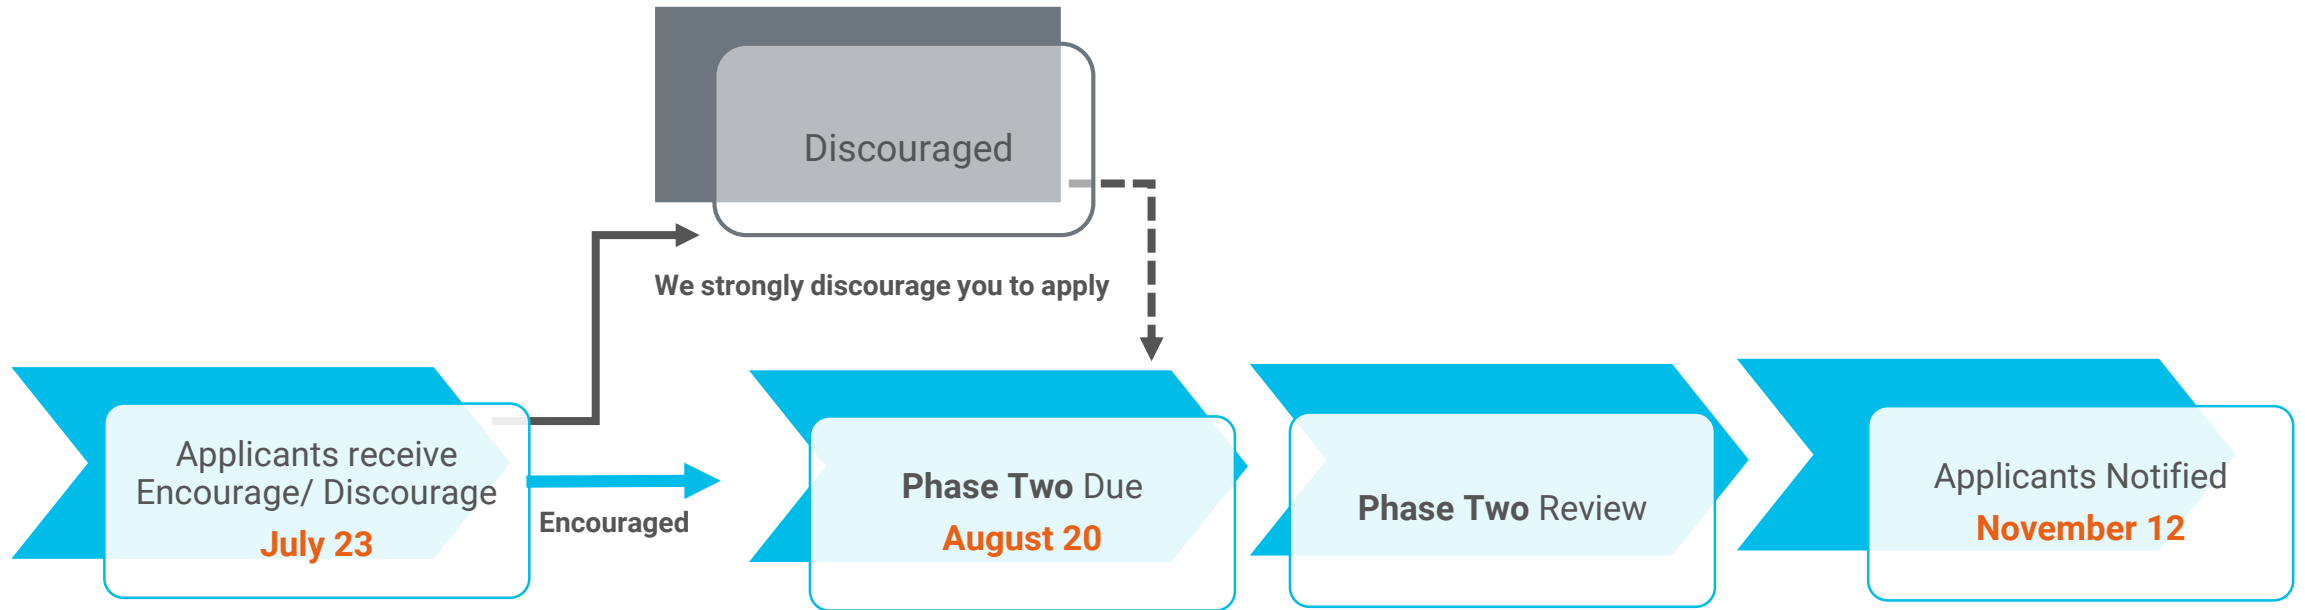 Discouraged
We strongly discourage you to apply
Applicants receive
Encourage/ Discourage
July 23
Encouraged
Phase Two Due
August 20
Phase Two Review
Applicants Notified
November 12